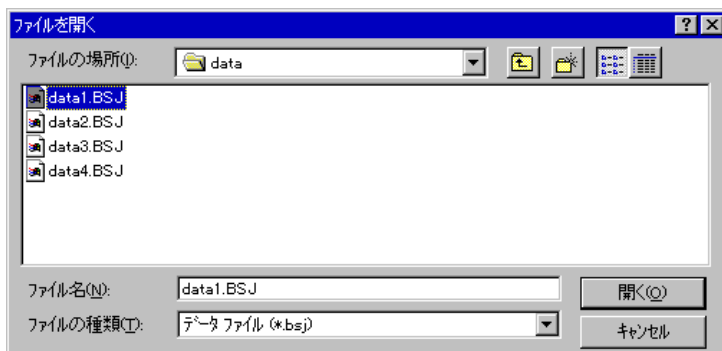 ファイルを開く
ファイルの場所(I):
data
data1.BSJ
data2.BSJ
data3.BSJ
data4.BSJ
ファイル名(N):
data1.BSJ
開く(O)
ファイルの種類(T):
データ ファイル (*.bsj)
キャンセル